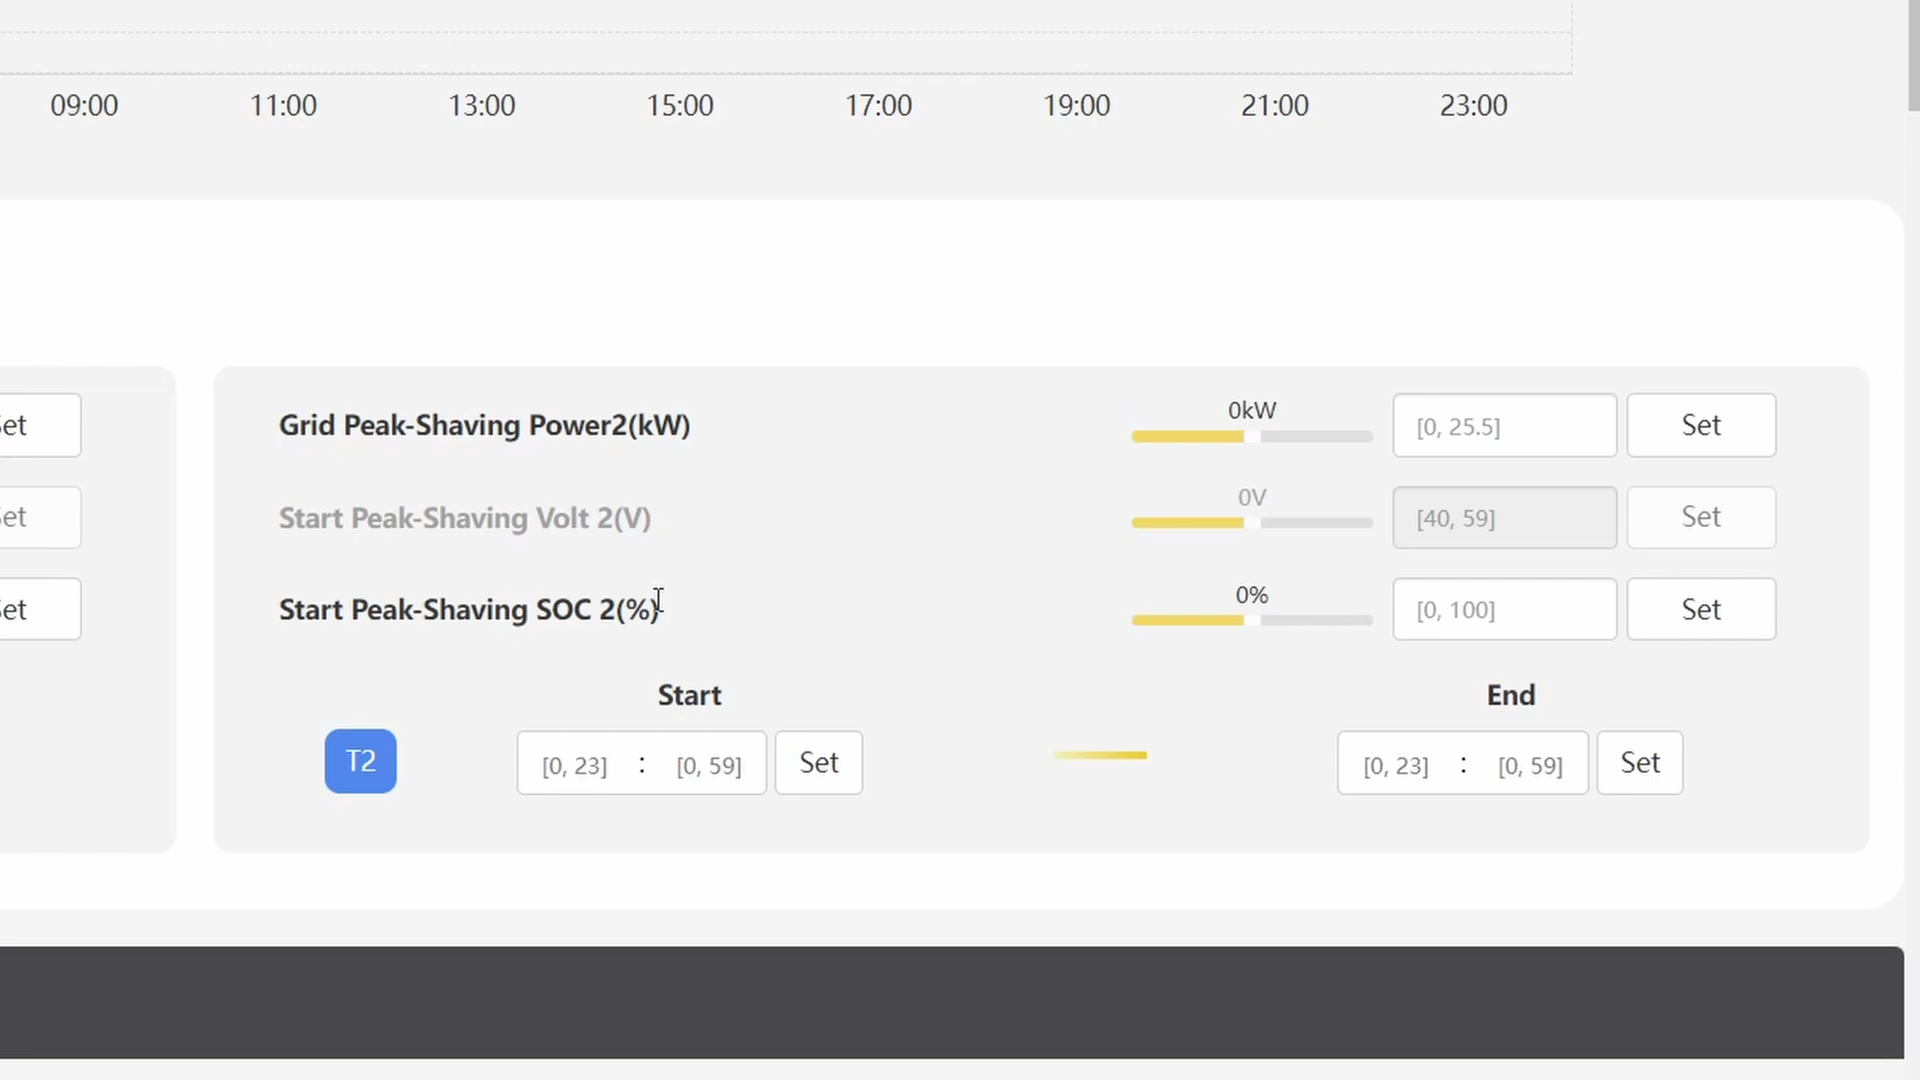 09:00 11:00 13:00 15:00 17:00 19:00 21:00 23:00
Set
Grid Peak-Shaving Power2(kW) 0kW [0, 25.5] Set
Set
Start Peak-Shaving Volt 2(V) 0V [40, 59] Set
Set
Start Peak-Shaving SOC 2(%) 0% [0, 100] Set
Start End
T2 [0, 23] : [0, 59] Set [0, 23] : [0, 59] Set